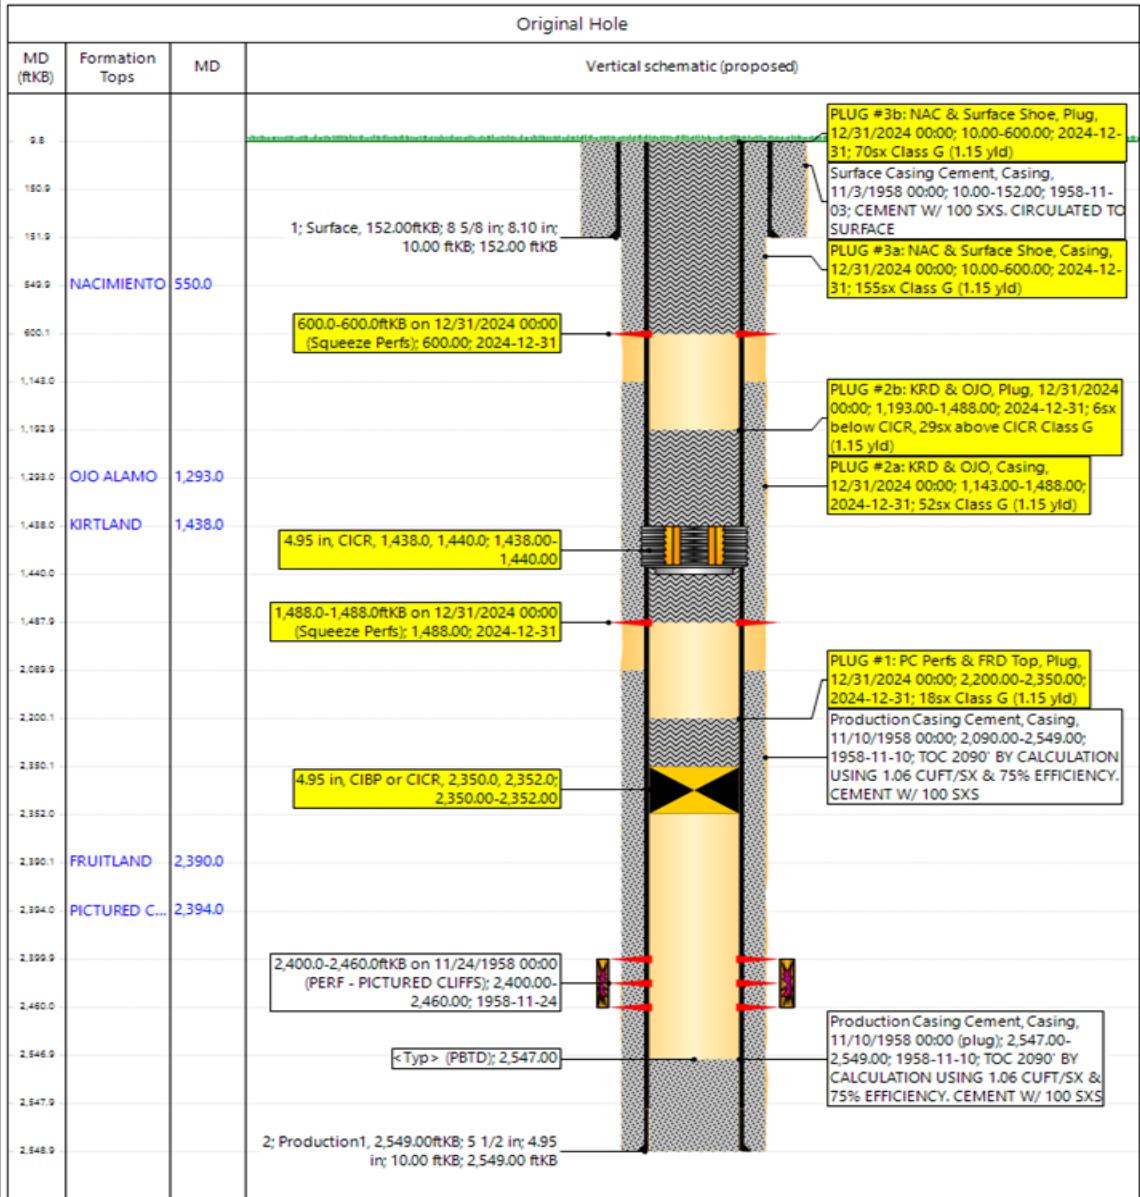 Original Hole
MD
(ftKB)
Formation
Tops
MD
Vertical schematic (proposed)
9.8
150.9
151.9
549.9
600.1
1,143.0
1,192.9
1,293.0
1,438.0
1,440.0
1,487.9
2,089.9
2,200.1
2,350.1
2,352.0
2,390.1
2,394.0
2,399.9
2,460.0
2,546.9
2,547.9
2,548.9
NACIMIENTO 550.0
OJO ALAMO 1,293.0
KIRTLAND 1,438.0
FRUITLAND 2,390.0
PICTURED C... 2,394.0
1; Surface, 152.00ftKB; 8 5/8 in; 8.10 in;
10.00 ftKB; 152.00 ftKB
600.0-600.0ftKB on 12/31/2024 00:00
(Squeeze Perfs); 600.00; 2024-12-31
4.95 in, CICR, 1,438.0, 1,440.0; 1,438.00-
1,440.00
1,488.0-1,488.0ftKB on 12/31/2024 00:00
(Squeeze Perfs); 1,488.00; 2024-12-31
4.95 in, CIBP or CICR, 2,350.0, 2,352.0;
2,350.00-2,352.00
2,400.0-2,460.0ftKB on 11/24/1958 00:00
(PERF - PICTURED CLIFFS); 2,400.00-
2,460.00; 1958-11-24
<Typ> (PBTD); 2,547.00
2; Production1, 2,549.00ftKB; 5 1/2 in; 4.95
in; 10.00 ftKB; 2,549.00 ftKB
PLUG #3b: NAC & Surface Shoe, Plug,
12/31/2024 00:00; 10.00-600.00; 2024-12-
31; 70sx Class G (1.15 yld)
Surface Casing Cement, Casing,
11/3/1958 00:00; 10.00-152.00; 1958-11-
03; CEMENT W/ 100 SXS. CIRCULATED TO
SURFACE
PLUG #3a: NAC & Surface Shoe, Casing,
12/31/2024 00:00; 10.00-600.00; 2024-12-
31; 155sx Class G (1.15 yld)
PLUG #2b: KRD & OJO, Plug, 12/31/2024
00:00; 1,193.00-1,488.00; 2024-12-31; 6sx
below CICR, 29sx above CICR Class G
(1.15 yld)
PLUG #2a: KRD & OJO, Casing,
12/31/2024 00:00; 1,143.00-1,488.00;
2024-12-31; 52sx Class G (1.15 yld)
PLUG #1: PC Perfs & FRD Top, Plug,
12/31/2024 00:00; 2,200.00-2,350.00;
2024-12-31; 18sx Class G (1.15 yld)
Production Casing Cement, Casing,
11/10/1958 00:00; 2,090.00-2,549.00;
1958-11-10; TOC 2090' BY CALCULATION
USING 1.06 CUFT/SX & 75% EFFICIENCY.
CEMENT W/ 100 SXS
Production Casing Cement, Casing,
11/10/1958 00:00 (plug); 2,547.00-
2,549.00; 1958-11-10; TOC 2090' BY
CALCULATION USING 1.06 CUFT/SX &
75% EFFICIENCY. CEMENT W/ 100 SXS